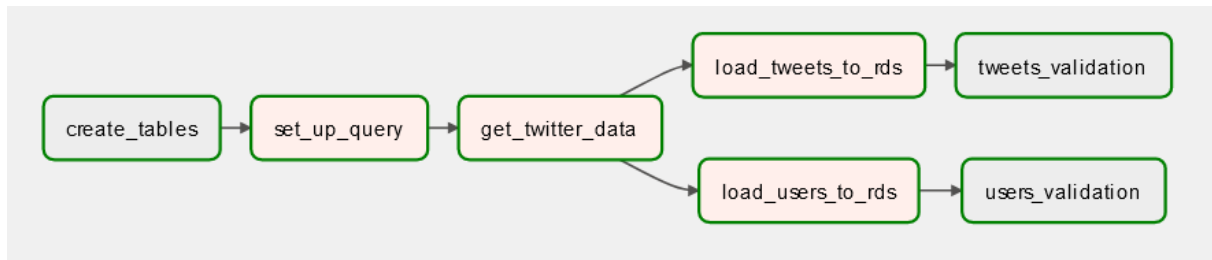 load_tweets_to_rds
tweets_validation
create_tables
set_up_query
get_twitter_data
load_users_to_rds
users_validation